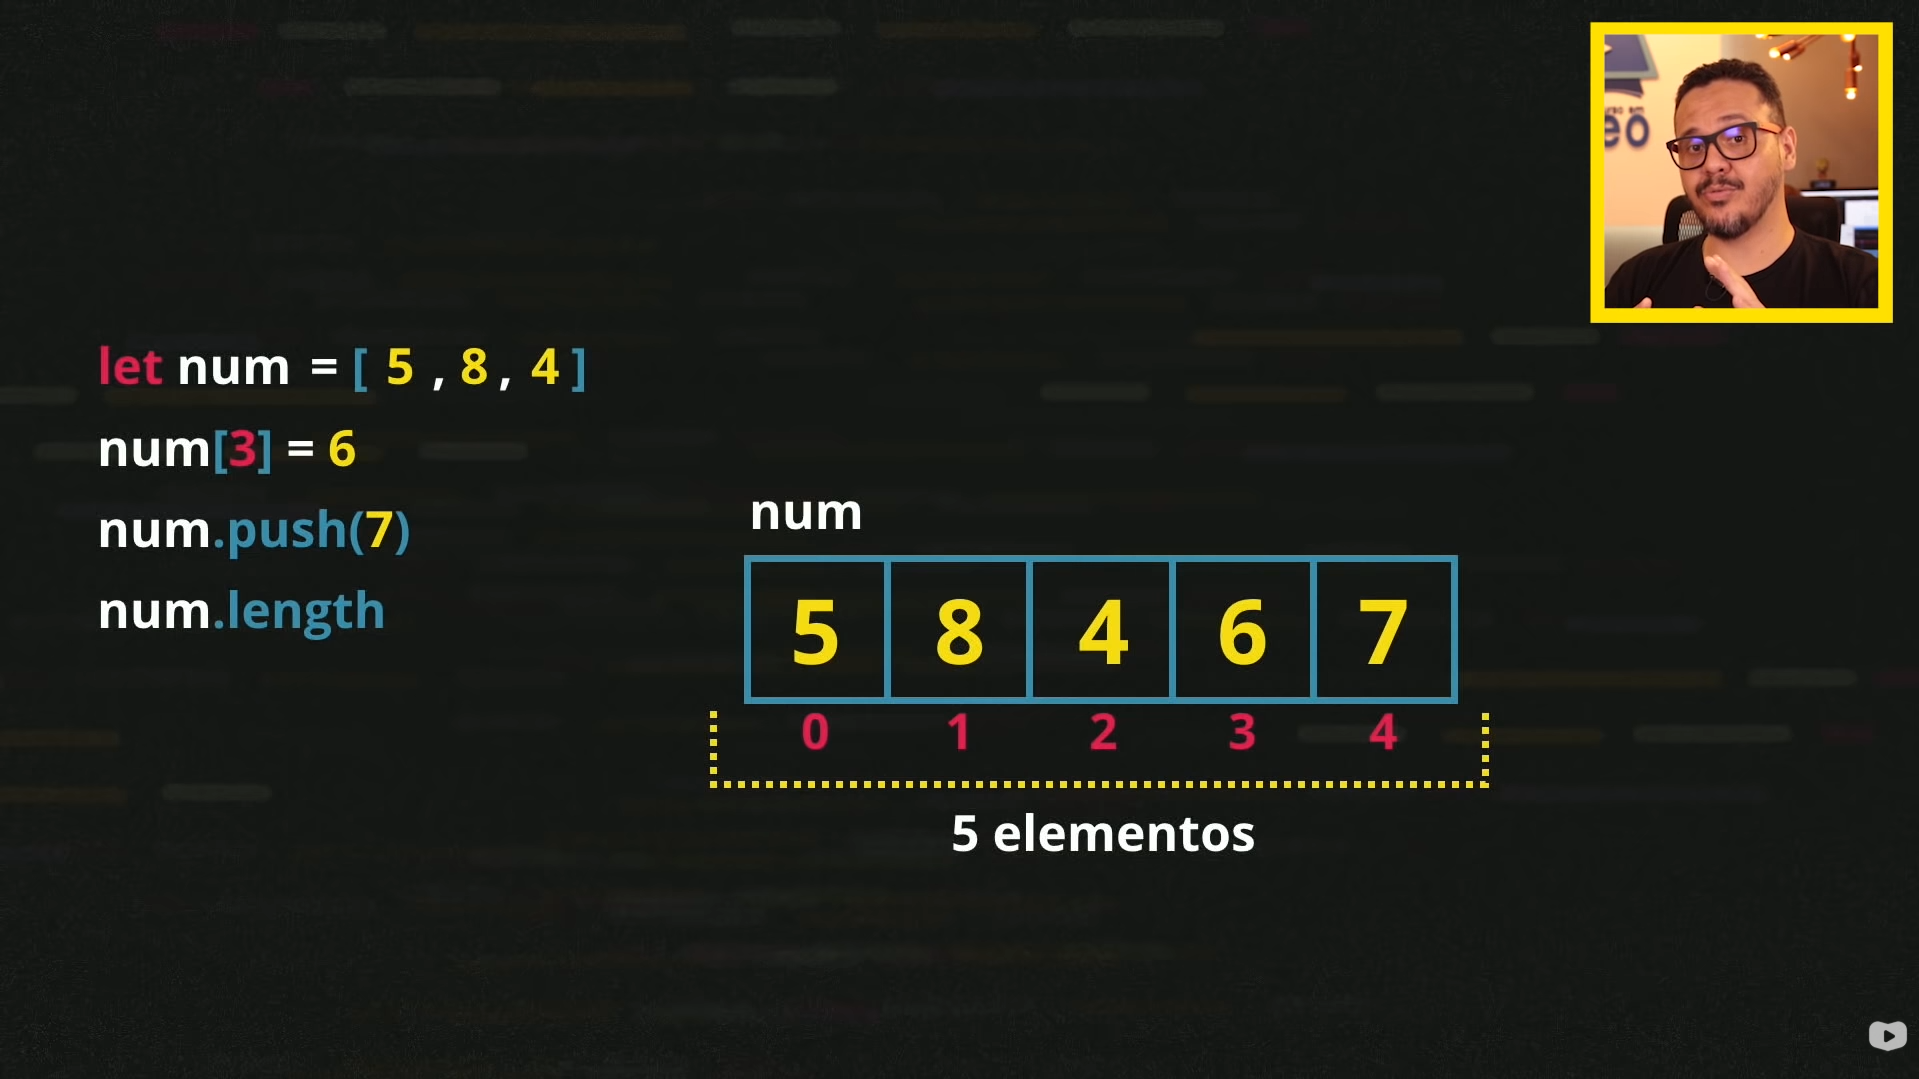 let num = [ 5 , 8 , 4 ]
num[3] = 6
num.push(7)
num.length
num
5 8 4 6 7
0 1 2 3 4
5 elementos